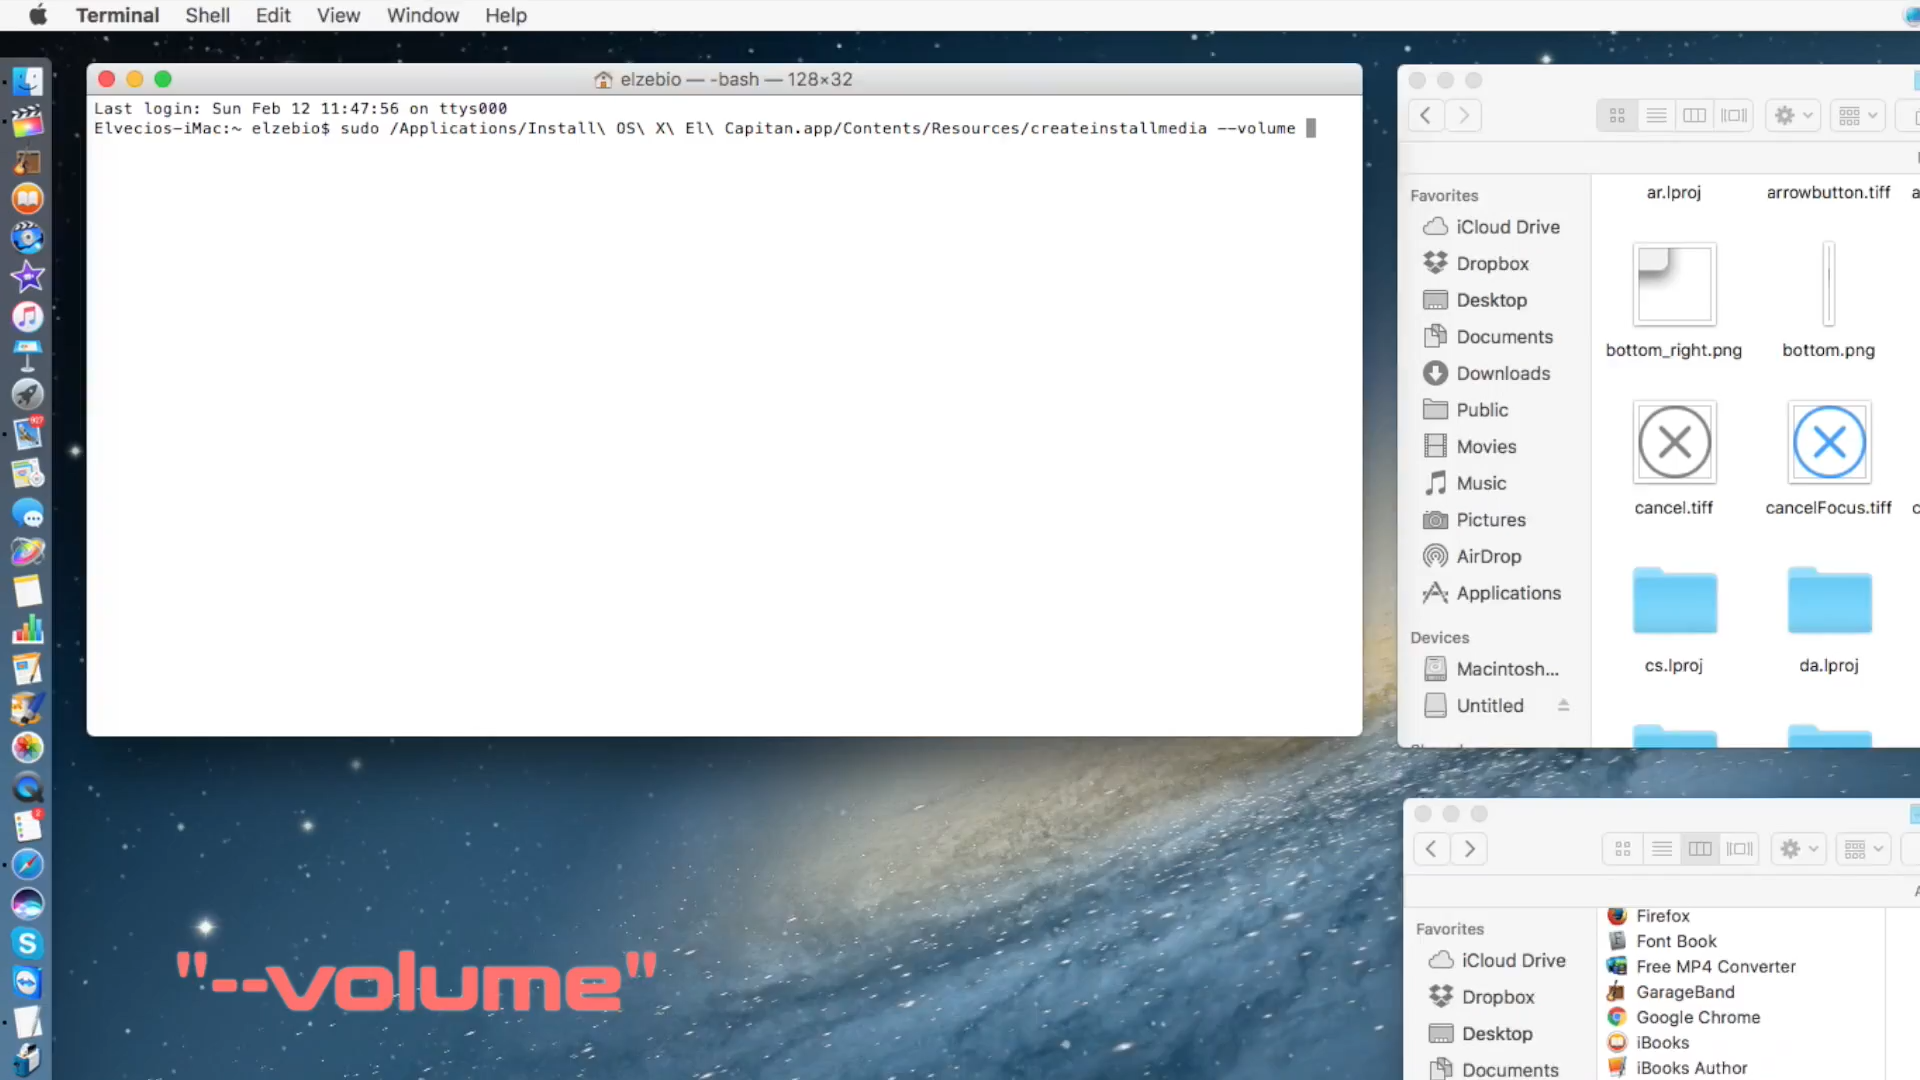 Terminal Shell Edit View Window Help
elzebio — -bash — 128×32
Last login: Sun Feb 12 11:47:56 on ttys000
Elvecios-iMac:~ elzebio$ sudo /Applications/Install\ OS\ X\ El\ Capitan.app/Contents/Resources/createinstallmedia --volume
Favorites
iCloud Drive
Dropbox
Desktop
Documents
Downloads
Public
Movies
Music
Pictures
AirDrop
Applications
Devices
Macintosh...
Untitled
ar.lproj arrowbutton.tiff
bottom_right.png bottom.png
cancel.tiff cancelFocus.tiff
cs.lproj da.lproj
Favorites
iCloud Drive
Dropbox
Desktop
Documents
Firefox
Font Book
Free MP4 Converter
GarageBand
Google Chrome
iBooks
iBooks Author
"--volume"